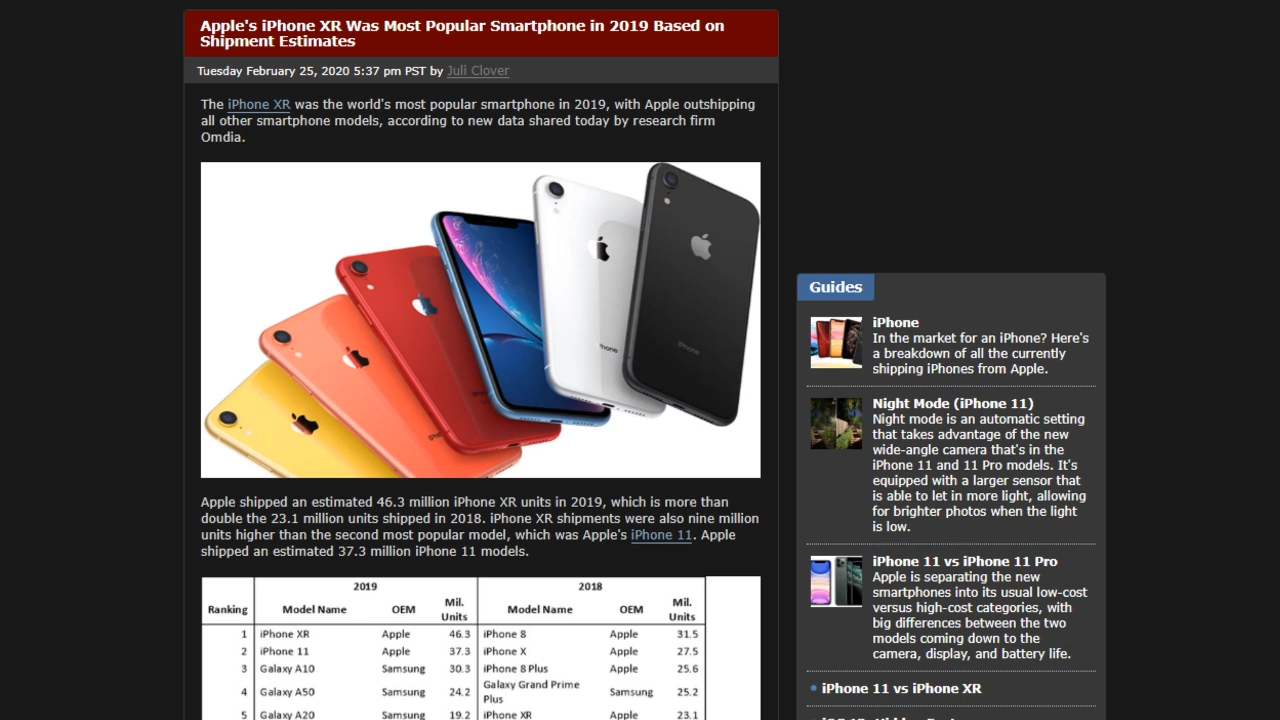 Apple's iPhone XR Was Most Popular Smartphone in 2019 Based on
Shipment Estimates
Tuesday February 25, 2020 5:37 pm PST by Juli Clover
The iPhone XR was the world's most popular smartphone in 2019, with Apple outshipping
all other smartphone models, according to new data shared today by research firm
Omdia.
iPhone
iPhone
Apple shipped an estimated 46.3 million iPhone XR units in 2019, which is more than
double the 23.1 million units shipped in 2018. iPhone XR shipments were also nine million
units higher than the second most popular model, which was Apple's iPhone 11. Apple
shipped an estimated 37.3 million iPhone 11 models.
2019 2018
Ranking Model Name OEM Mil. Units Model Name OEM Mil. Units
1 iPhone XR Apple 46.3 iPhone 8 Apple 31.5
2 iPhone 11 Apple 37.3 iPhone X Apple 27.5
3 Galaxy A10 Samsung 30.3 iPhone 8 Plus Apple 25.6
4 Galaxy A50 Samsung 24.2 Galaxy Grand Prime Plus Samsung 25.2
5 Galaxy A20 Samsung 19.2 iPhone XR Apple 23.1
Guides
iPhone
In the market for an iPhone? Here's
a breakdown of all the currently
shipping iPhones from Apple.
Night Mode (iPhone 11)
Night mode is an automatic setting
that takes advantage of the new
wide-angle camera that's in the
iPhone 11 and 11 Pro models. It's
equipped with a larger sensor that
is able to let in more light, allowing
for brighter photos when the light
is low.
iPhone 11 vs iPhone 11 Pro
Apple is separating the new
smartphones into its usual low-cost
versus high-cost categories, with
big differences between the two
models coming down to the
camera, display, and battery life.
iPhone 11 vs iPhone XR